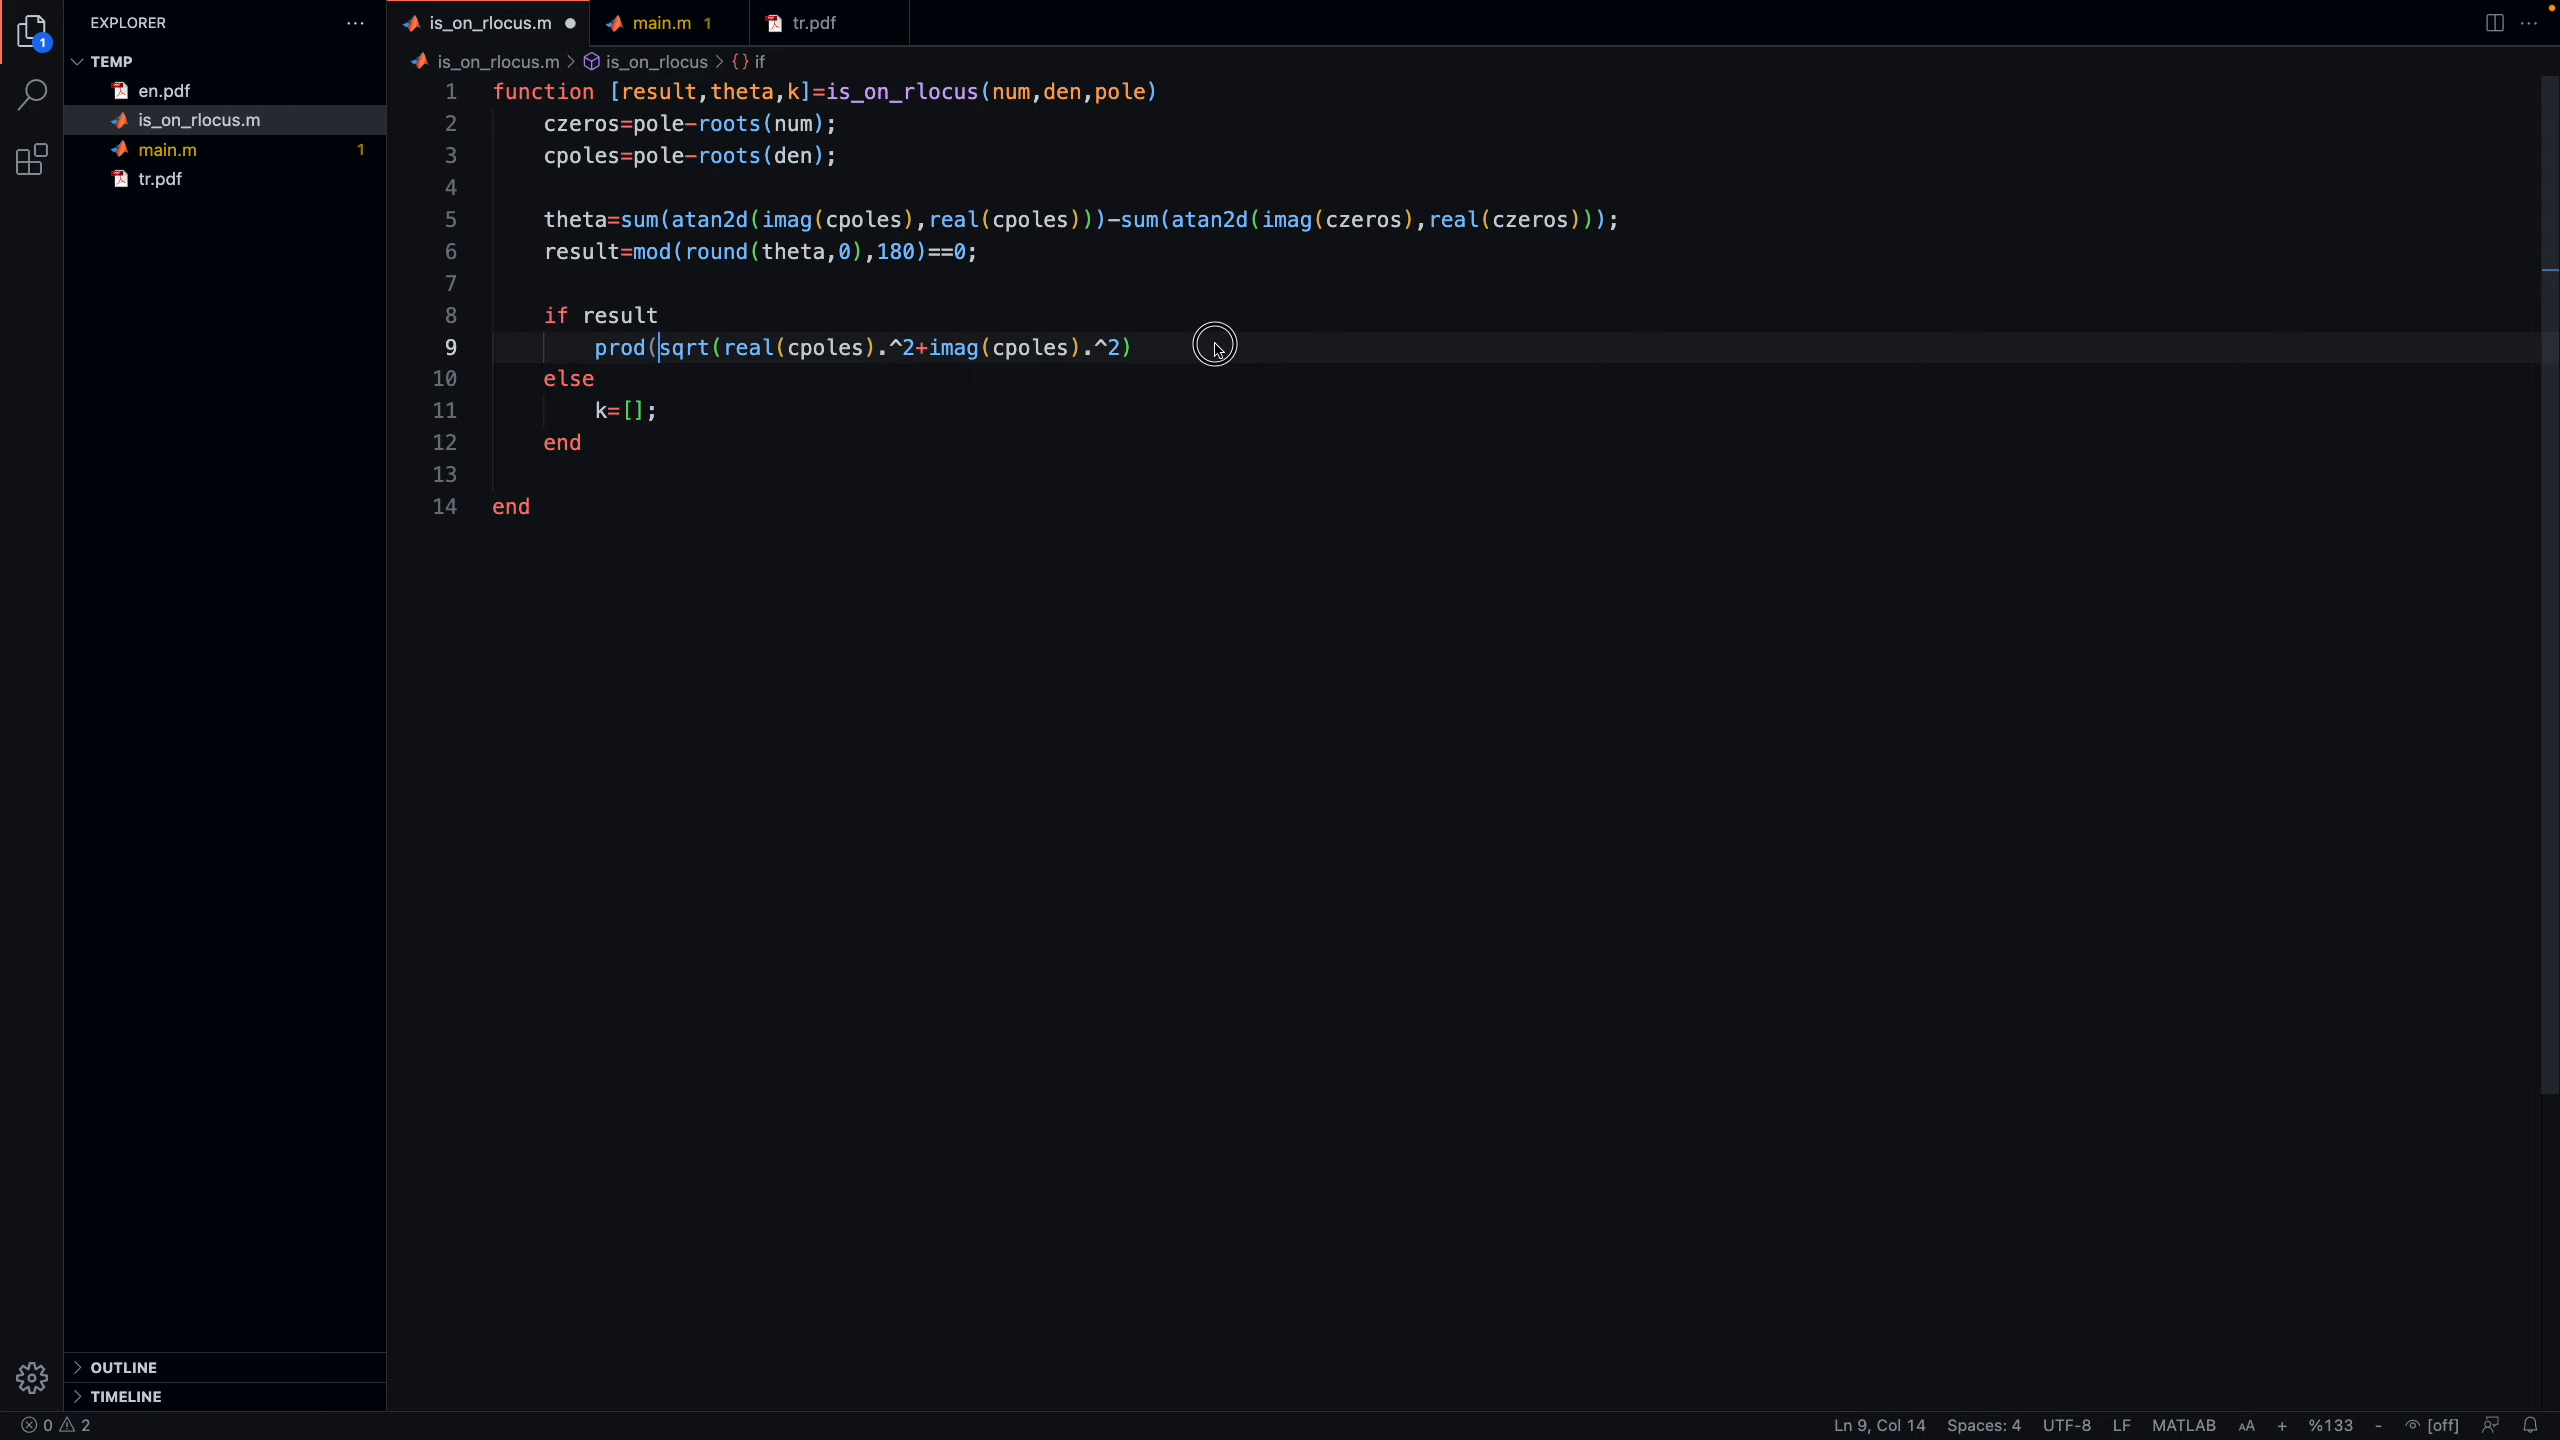 EXPLORER
TEMP
en.pdf
is_on_rlocus.m
main.m 1
tr.pdf
OUTLINE
TIMELINE
1
is_on_rlocus.m
main.m 1
tr.pdf
is_on_rlocus.m > is_on_rlocus > {} if
1 function [result,theta,k]=is_on_rlocus(num,den,pole)
2 czeros=pole-roots(num);
3 cpoles=pole-roots(den);
4
5 theta=sum(atan2d(imag(cpoles),real(cpoles)))-sum(atan2d(imag(czeros),real(czeros)));
6 result=mod(round(theta,0),180)==0;
7
8 if result
9 prod(sqrt(real(cpoles).^2+imag(cpoles).^2)
10 else
11 k=[];
12 end
13
14 end
0 2
Ln 9, Col 14 Spaces: 4 UTF-8 LF MATLAB AA + %133 - [off]